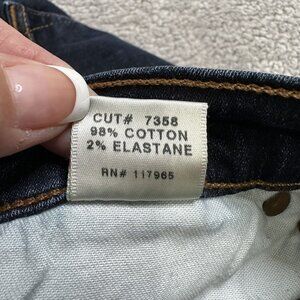 CUT# 7358
98% COTTON
2% ELASTANE
RN# 117965